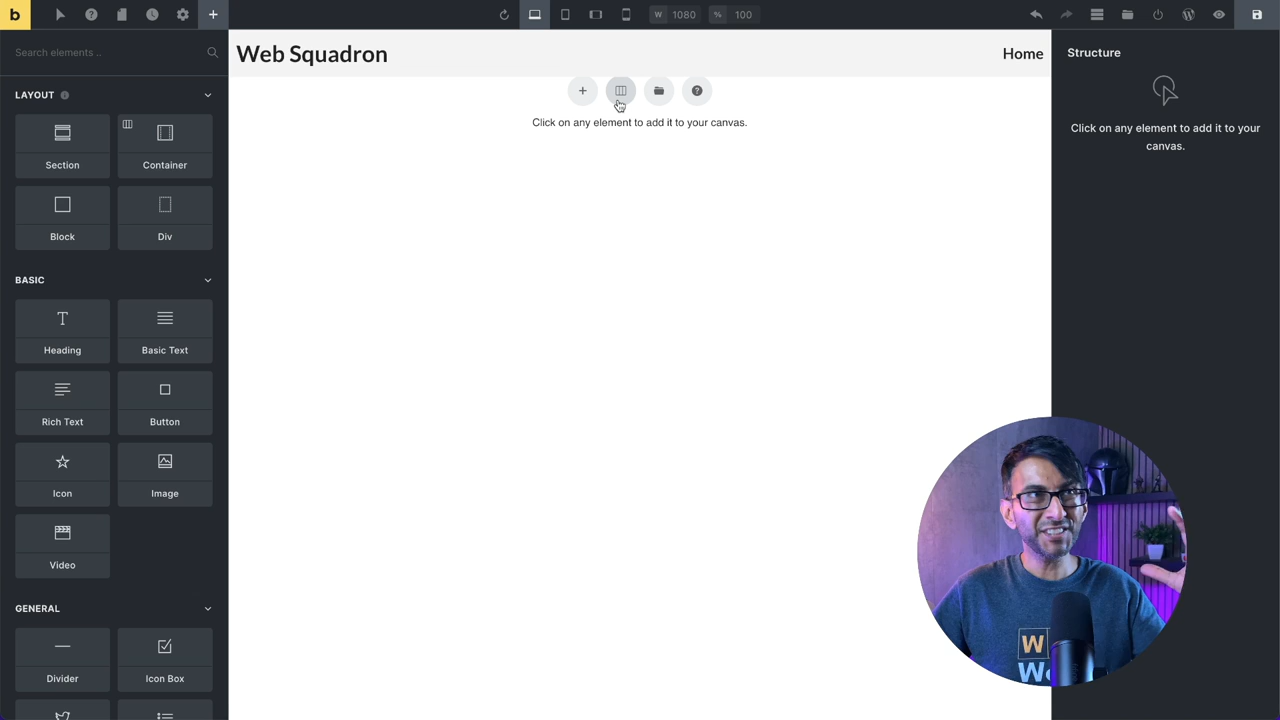 b
W 1080 % 100
Search elements ..
Web Squadron
Home
Structure
LAYOUT
Section
Container
Block
Div
Click on any element to add it to your canvas.
Click on any element to add it to your
canvas.
BASIC
Heading
Basic Text
Rich Text
Button
Icon
Image
Video
GENERAL
Divider
Icon Box
W